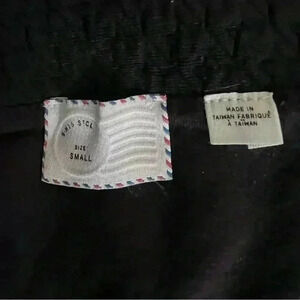 SIZE
SMALL
MADE IN
TAIWAN FABRIQUÉ
À TAIWAN